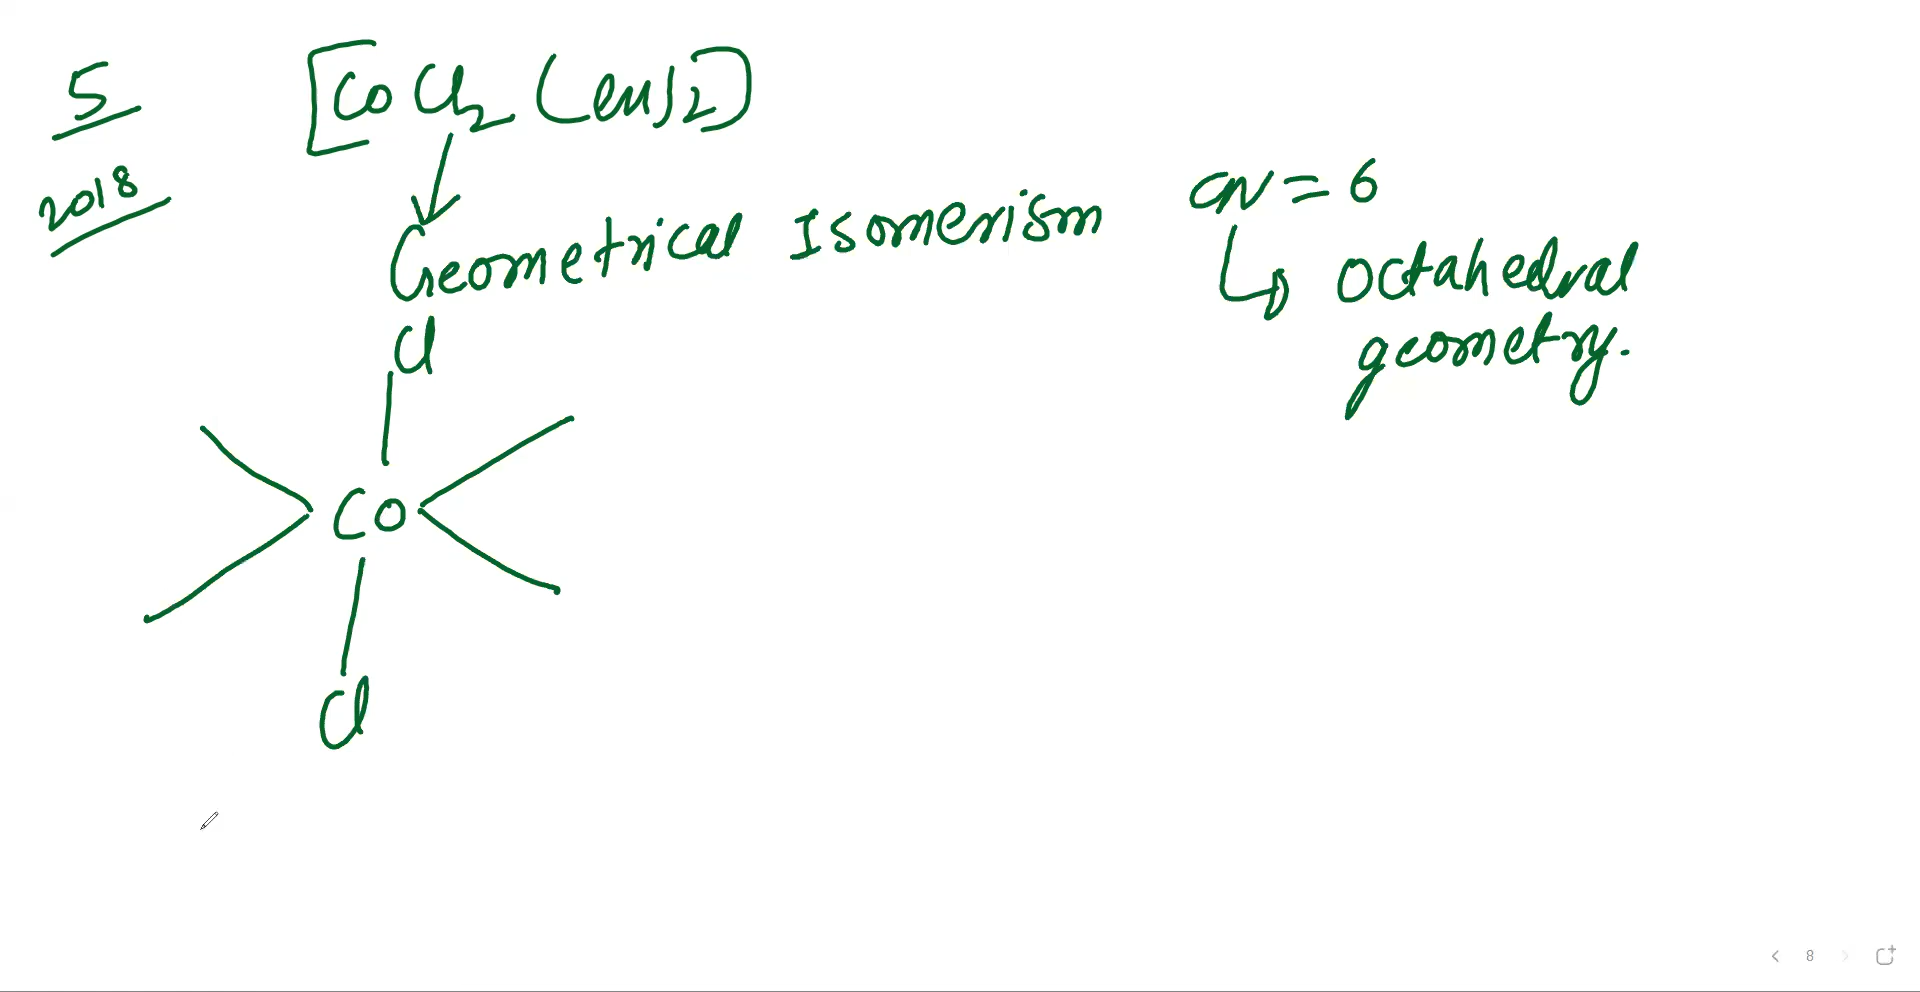 5
[CoCl2 (en)2]
2018
CN = 6
Geometrical Isomerism
octahedral
geometry.
Cl
Co
Cl
8